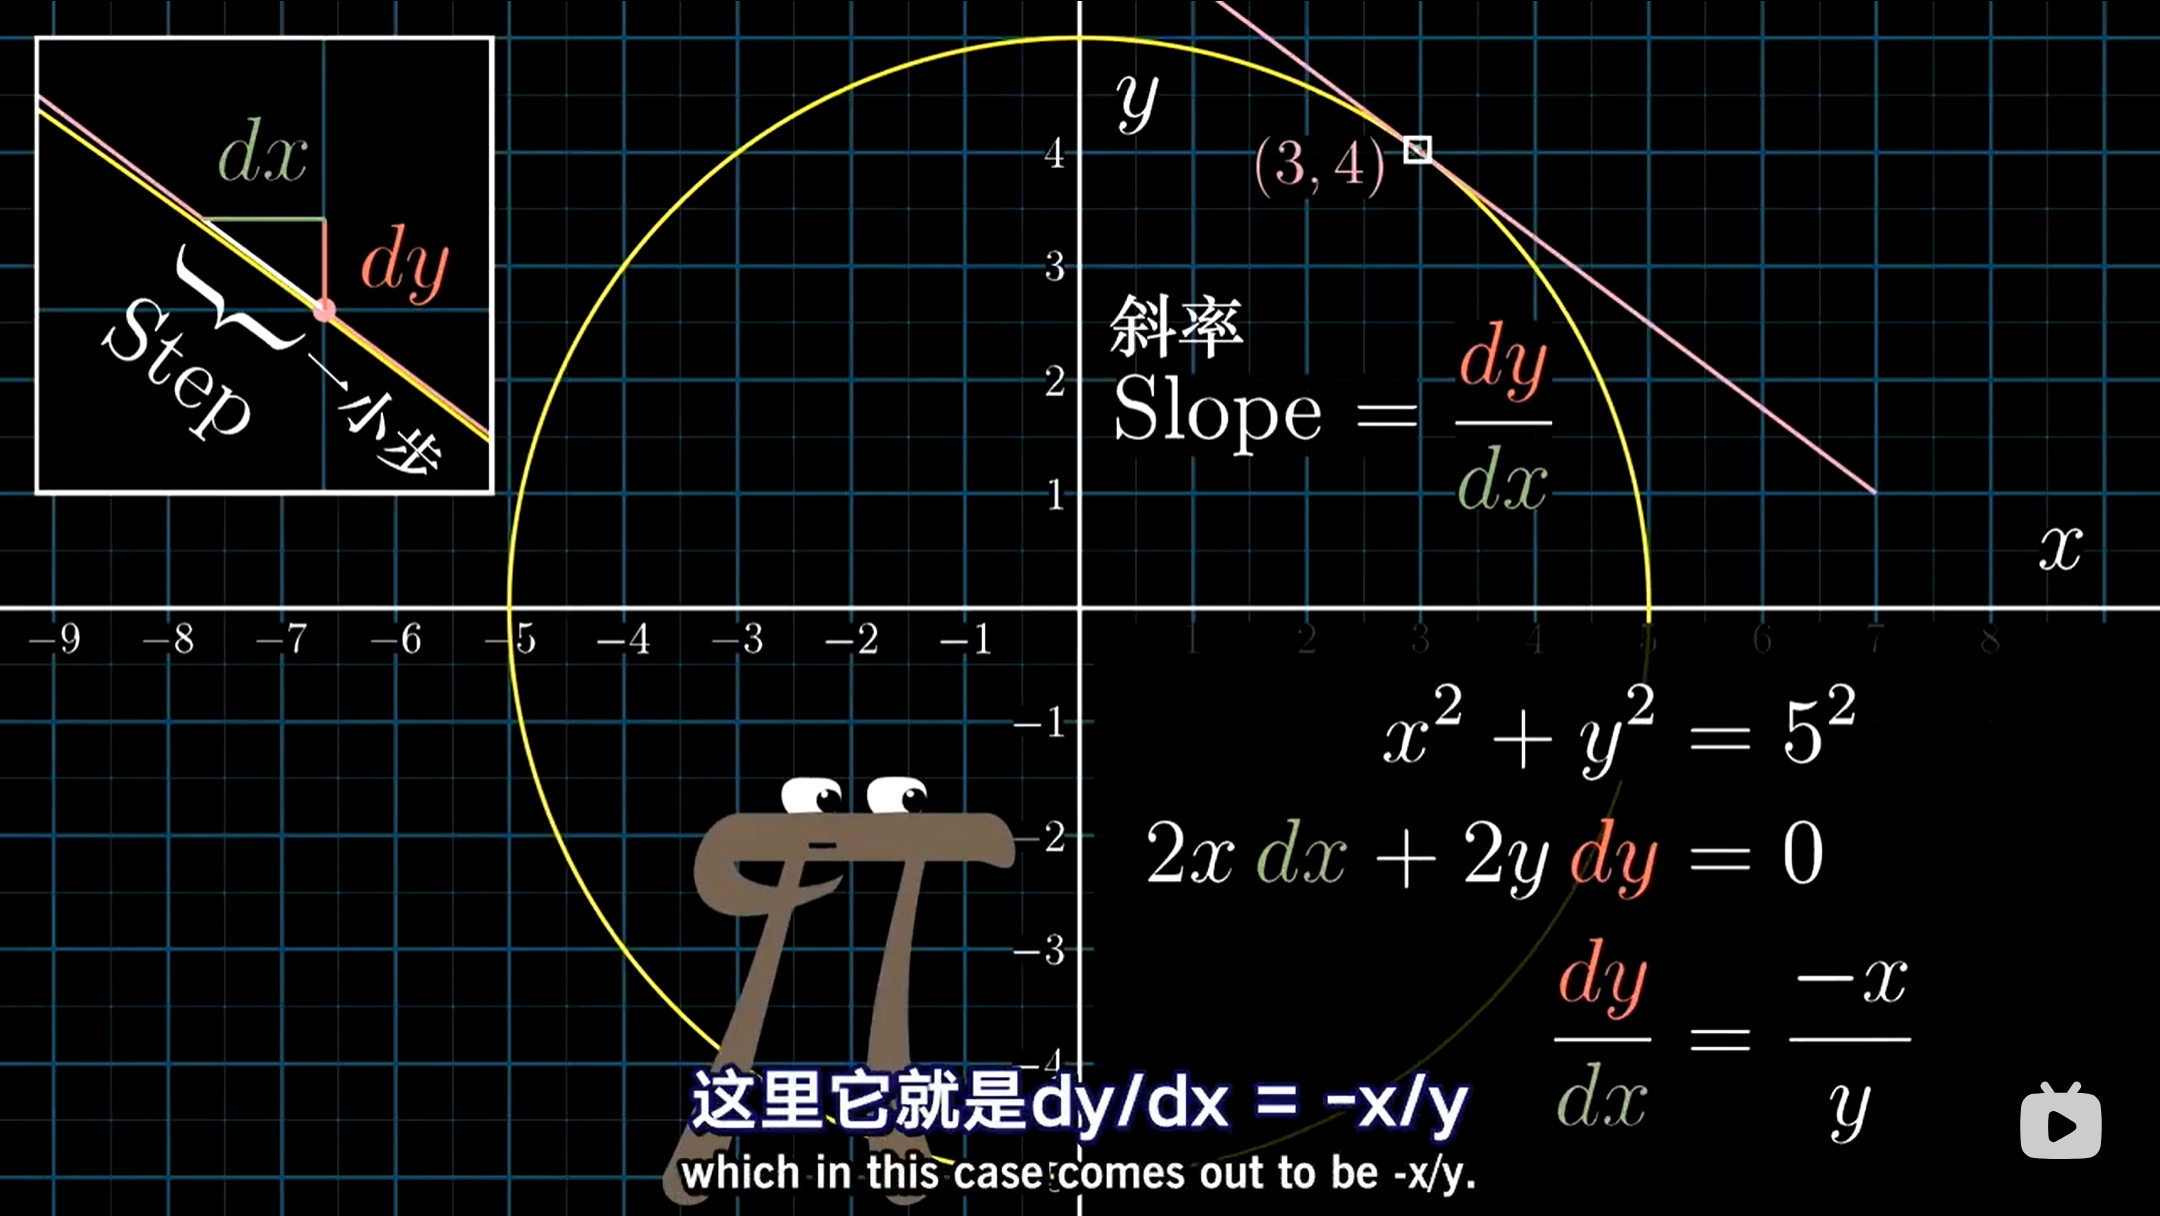 dx
dy
Step
一小步
y
(3, 4)
4
3
2
1
斜率
Slope = dy/dx
x
−9 −8 −7 −6 −5 −4 −3 −2 −1 1 2 3 4 5 6 7 8
−1
−2
−3
−4
x² + y² = 5²
2x dx + 2y dy = 0
dy/dx = −x/y
这里它就是dy/dx = -x/y
which in this case comes out to be -x/y.